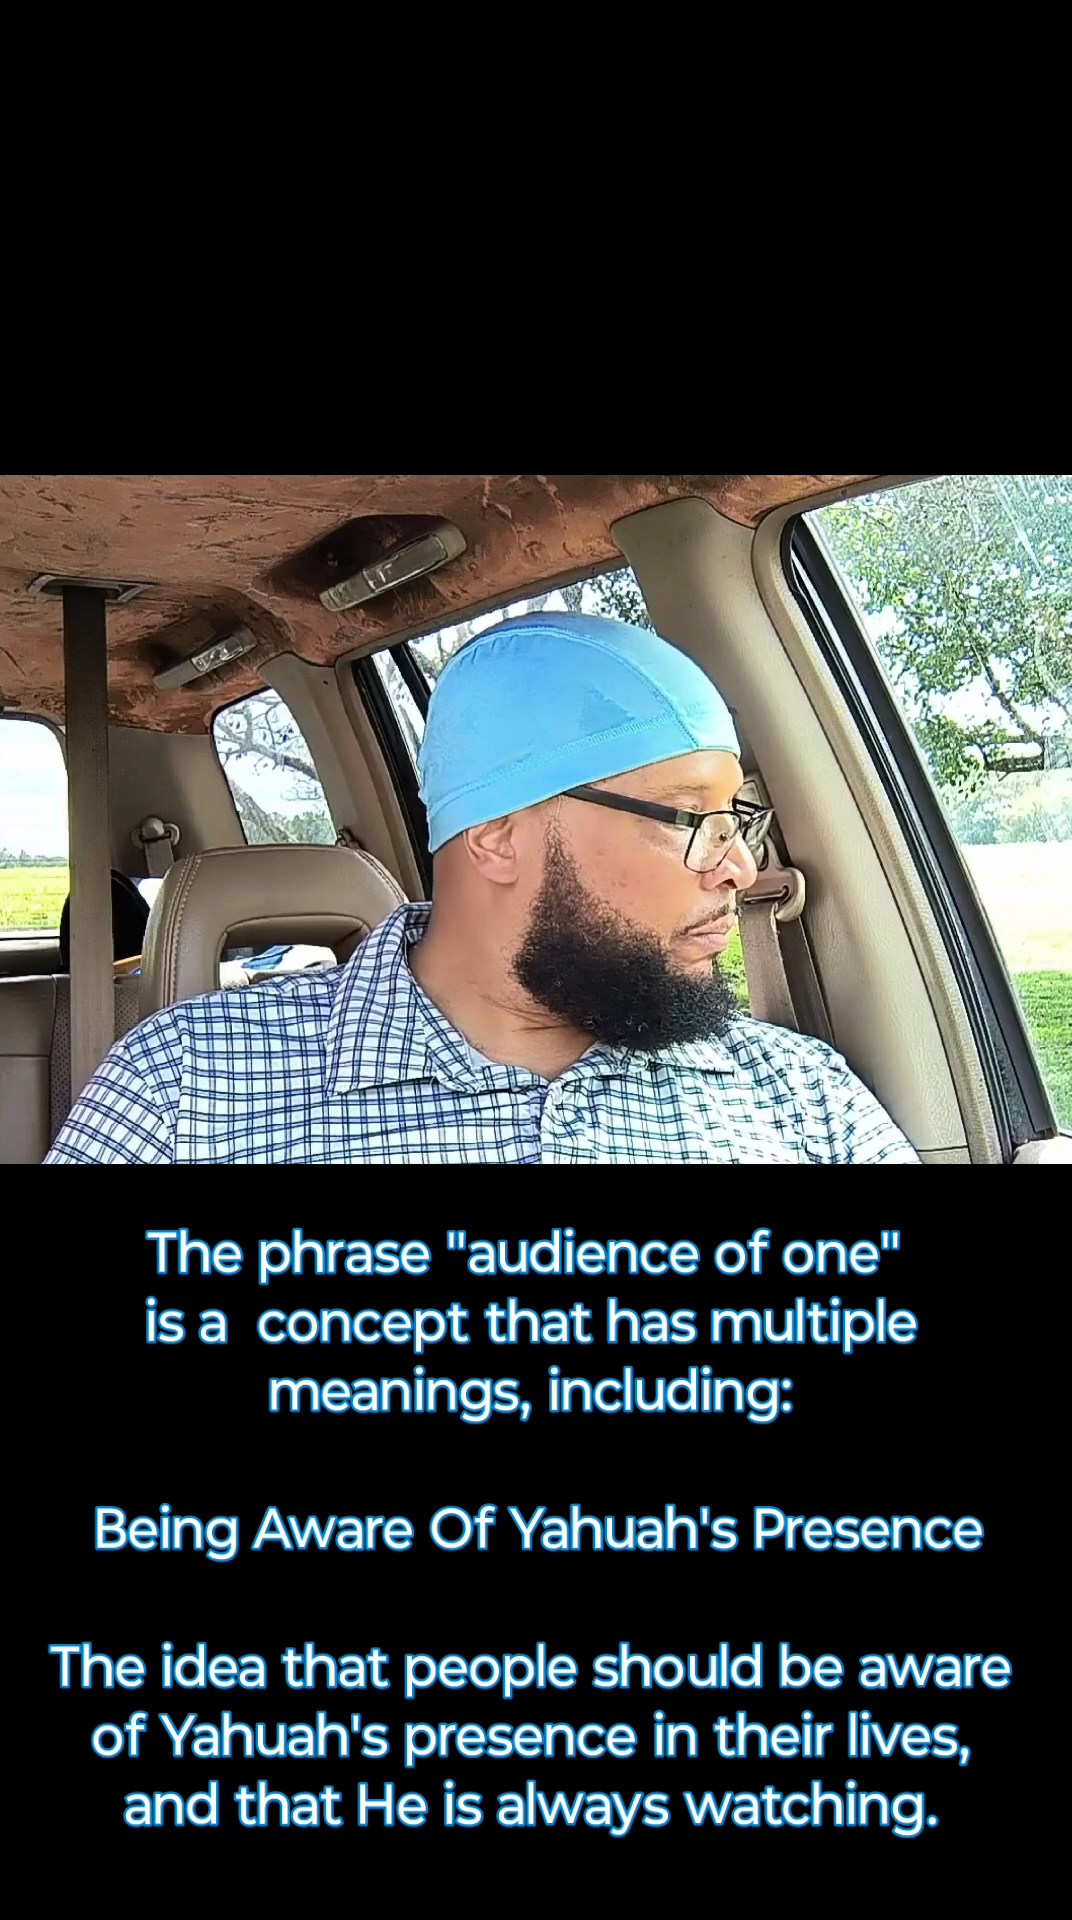 The phrase "audience of one"
is a concept that has multiple
meanings, including:
Being Aware Of Yahuah's Presence
The idea that people should be aware
of Yahuah's presence in their lives,
and that He is always watching.